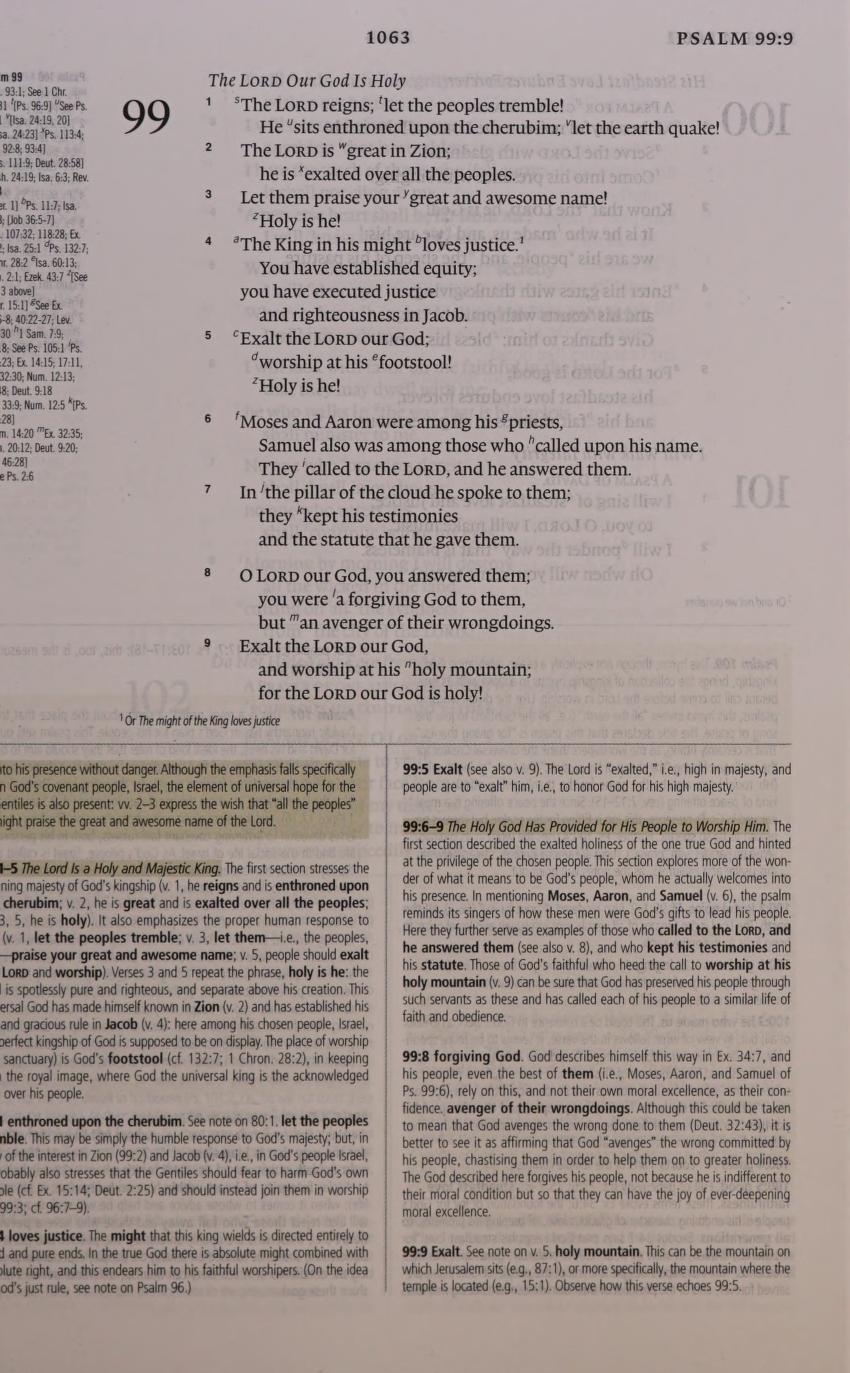 1063
PSALM 99:9
m 99
. 93:1; See 1 Chr.
31 t[Ps. 96:9] uSee Ps.
1 v[Isa. 24:19, 20]
sa. 24:23] xPs. 113:4;
92:8; 93:4]
s. 111:9; Deut. 28:58]
h. 24:19; Isa. 6:3; Rev.
er. 1] bPs. 11:7; Isa.
3; [Job 36:5-7]
. 107:32; 118:28; Ex.
2; Isa. 25:1 dPs. 132:7;
hr. 28:2 eIsa. 60:13;
. 2:1; Ezek. 43:7 z[See
3 above]
r. 15:1] gSee Ex.
-8; 40:22-27; Lev.
30 h1 Sam. 7:9;
8; See Ps. 105:1 iPs.
:23; Ex. 14:15; 17:11,
32:30; Num. 12:13;
8; Deut. 9:18
33:9; Num. 12:5 k[Ps.
28]
m. 14:20 mEx. 32:35;
. 20:12; Deut. 9:20;
46:28]
e Ps. 2:6
The LORD Our God Is Holy
99
1 sThe LORD reigns; tlet the peoples tremble!
He usits enthroned upon the cherubim; vlet the earth quake!
2 The LORD is wgreat in Zion;
he is xexalted over all the peoples.
3 Let them praise your ygreat and awesome name!
zHoly is he!
4 aThe King in his might bloves justice.1
You have established equity;
you have executed justice
and righteousness in Jacob.
5 cExalt the LORD our God;
dworship at his efootstool!
zHoly is he!
6 fMoses and Aaron were among his gpriests,
Samuel also was among those who hcalled upon his name.
They icalled to the LORD, and he answered them.
7 In jthe pillar of the cloud he spoke to them;
they kkept his testimonies
and the statute that he gave them.
8 O LORD our God, you answered them;
you were la forgiving God to them,
but man avenger of their wrongdoings.
9 Exalt the LORD our God,
and worship at his nholy mountain;
for the LORD our God is holy!
1 Or The might of the King loves justice
to his presence without danger. Although the emphasis falls specifically
n God's covenant people, Israel, the element of universal hope for the
entiles is also present: vv. 2–3 express the wish that "all the peoples"
ight praise the great and awesome name of the Lord.
–5 The Lord Is a Holy and Majestic King. The first section stresses the
ning majesty of God's kingship (v. 1, he reigns and is enthroned upon
cherubim; v. 2, he is great and is exalted over all the peoples;
3, 5, he is holy). It also emphasizes the proper human response to
(v. 1, let the peoples tremble; v. 3, let them—i.e., the peoples,
—praise your great and awesome name; v. 5, people should exalt
LORD and worship). Verses 3 and 5 repeat the phrase, holy is he: the
is spotlessly pure and righteous, and separate above his creation. This
ersal God has made himself known in Zion (v. 2) and has established his
and gracious rule in Jacob (v. 4): here among his chosen people, Israel,
perfect kingship of God is supposed to be on display. The place of worship
sanctuary) is God's footstool (cf. 132:7; 1 Chron. 28:2), in keeping
the royal image, where God the universal king is the acknowledged
over his people.
enthroned upon the cherubim. See note on 80:1. let the peoples
mble. This may be simply the humble response to God's majesty; but, in
of the interest in Zion (99:2) and Jacob (v. 4), i.e., in God's people Israel,
obably also stresses that the Gentiles should fear to harm God's own
ple (cf. Ex. 15:14; Deut. 2:25) and should instead join them in worship
99:3; cf. 96:7–9).
4 loves justice. The might that this king wields is directed entirely to
d and pure ends. In the true God there is absolute might combined with
olute right, and this endears him to his faithful worshipers. (On the idea
od's just rule, see note on Psalm 96.)
99:5 Exalt (see also v. 9). The Lord is "exalted," i.e., high in majesty, and
people are to "exalt" him, i.e., to honor God for his high majesty.
99:6–9 The Holy God Has Provided for His People to Worship Him. The
first section described the exalted holiness of the one true God and hinted
at the privilege of the chosen people. This section explores more of the won-
der of what it means to be God's people, whom he actually welcomes into
his presence. In mentioning Moses, Aaron, and Samuel (v. 6), the psalm
reminds its singers of how these men were God's gifts to lead his people.
Here they further serve as examples of those who called to the LORD, and
he answered them (see also v. 8), and who kept his testimonies and
his statute. Those of God's faithful who heed the call to worship at his
holy mountain (v. 9) can be sure that God has preserved his people through
such servants as these and has called each of his people to a similar life of
faith and obedience.
99:8 forgiving God. God describes himself this way in Ex. 34:7, and
his people, even the best of them (i.e., Moses, Aaron, and Samuel of
Ps. 99:6), rely on this, and not their own moral excellence, as their con-
fidence. avenger of their wrongdoings. Although this could be taken
to mean that God avenges the wrong done to them (Deut. 32:43), it is
better to see it as affirming that God "avenges" the wrong committed by
his people, chastising them in order to help them on to greater holiness.
The God described here forgives his people, not because he is indifferent to
their moral condition but so that they can have the joy of ever-deepening
moral excellence.
99:9 Exalt. See note on v. 5. holy mountain. This can be the mountain on
which Jerusalem sits (e.g., 87:1), or more specifically, the mountain where the
temple is located (e.g., 15:1). Observe how this verse echoes 99:5.